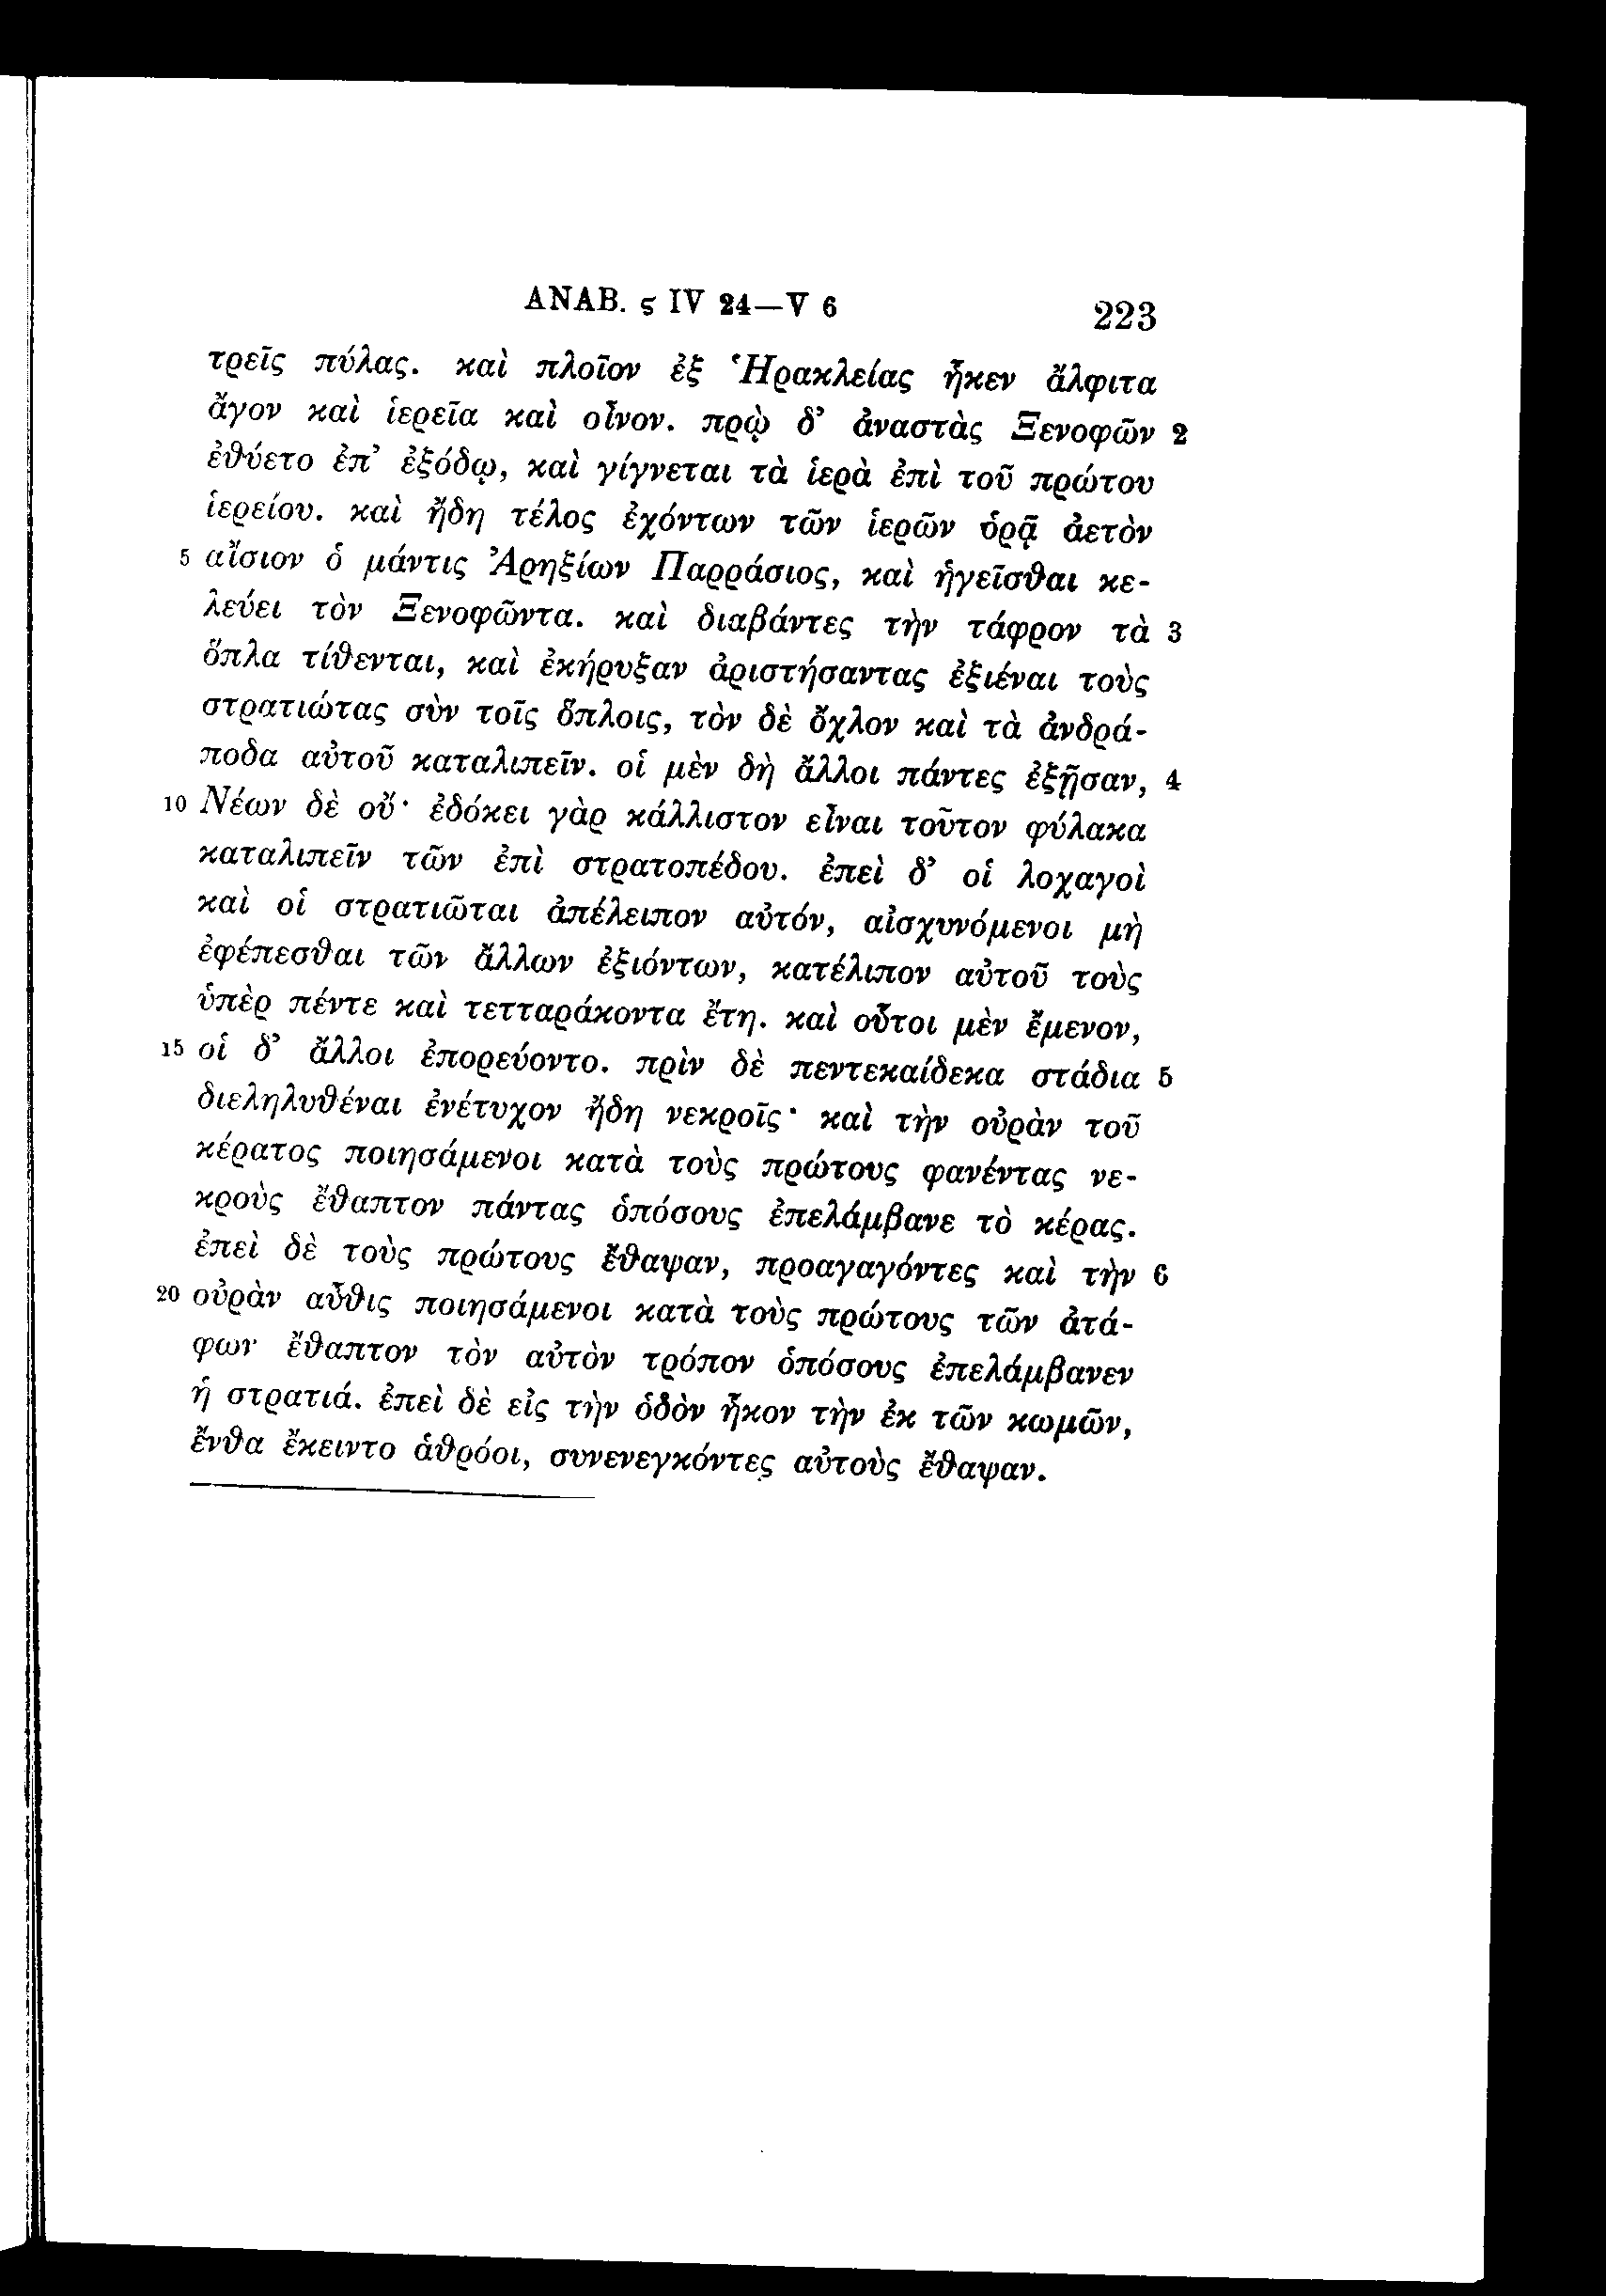 ΑΝΑΒ. ς IV 24—V 6 223
τρεῖς πύλας. καὶ πλοῖον ἐξ Ἡρακλείας ἧκεν ἄλφιτα
ἄγον καὶ ἱερεῖα καὶ οἶνον. πρῲ δ’ ἀναστὰς Ξενοφῶν 2
ἐθύετο ἐπ’ ἐξόδῳ, καὶ γίγνεται τὰ ἱερὰ ἐπὶ τοῦ πρώτου
ἱερείου. καὶ ἤδη τέλος ἐχόντων τῶν ἱερῶν ὁρᾷ ἀετὸν
5 αἴσιον ὁ μάντις Ἀρηξίων Παρράσιος, καὶ ἡγεῖσθαι κε-
λεύει τὸν Ξενοφῶντα. καὶ διαβάντες τὴν τάφρον τὰ 3
ὅπλα τίθενται, καὶ ἐκήρυξαν ἀριστήσαντας ἐξιέναι τοὺς
στρατιώτας σὺν τοῖς ὅπλοις, τὸν δὲ ὄχλον καὶ τὰ ἀνδρά-
ποδα αὐτοῦ καταλιπεῖν. οἱ μὲν δὴ ἄλλοι πάντες ἐξῇσαν, 4
10 Νέων δὲ οὔ· ἐδόκει γὰρ κάλλιστον εἶναι τοῦτον φύλακα
καταλιπεῖν τῶν ἐπὶ στρατοπέδου. ἐπεὶ δ’ οἱ λοχαγοὶ
καὶ οἱ στρατιῶται ἀπέλειπον αὐτόν, αἰσχυνόμενοι μὴ
ἐφέπεσθαι τῶν ἄλλων ἐξιόντων, κατέλιπον αὐτοῦ τοὺς
ὑπὲρ πέντε καὶ τετταράκοντα ἔτη. καὶ οὗτοι μὲν ἔμενον,
15 οἱ δ’ ἄλλοι ἐπορεύοντο. πρὶν δὲ πεντεκαίδεκα στάδια 5
διεληλυθέναι ἐνέτυχον ἤδη νεκροῖς· καὶ τὴν οὐρὰν τοῦ
κέρατος ποιησάμενοι κατὰ τοὺς πρώτους φανέντας νε-
κροὺς ἔθαπτον πάντας ὁπόσους ἐπελάμβανε τὸ κέρας.
ἐπεὶ δὲ τοὺς πρώτους ἔθαψαν, προαγαγόντες καὶ τὴν 6
20 οὐρὰν αὖθις ποιησάμενοι κατὰ τοὺς πρώτους τῶν ἀτά-
φων ἔθαπτον τὸν αὐτὸν τρόπον ὁπόσους ἐπελάμβανεν
ἡ στρατιά. ἐπεὶ δὲ εἰς τὴν ὁδὸν ἧκον τὴν ἐκ τῶν κωμῶν,
ἔνθα ἔκειντο ἁθρόοι, συνενεγκόντες αὐτοὺς ἔθαψαν.